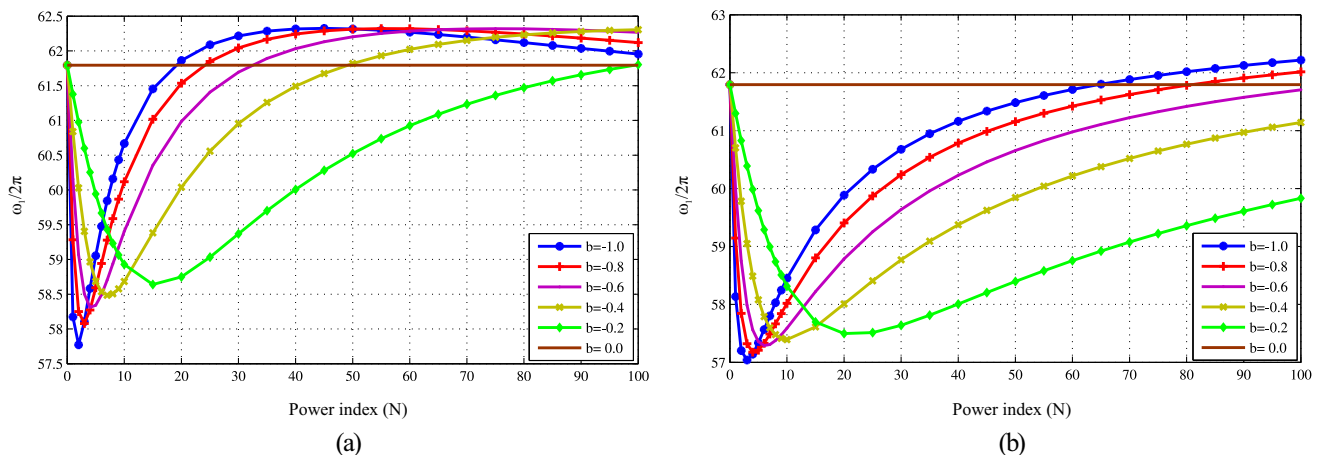 62.5
62
61.5
61
60.5
60
59.5
59
58.5
58
57.5
ω₁/2π
0 10 20 30 40 50 60 70 80 90 100
b=-1.0
b=-0.8
b=-0.6
b=-0.4
b=-0.2
b= 0.0
Power index (N)
(a)
63
62
61
60
59
58
57
ω₁/2π
0 10 20 30 40 50 60 70 80 90 100
b=-1.0
b=-0.8
b=-0.6
b=-0.4
b=-0.2
b= 0.0
Power index (N)
(b)